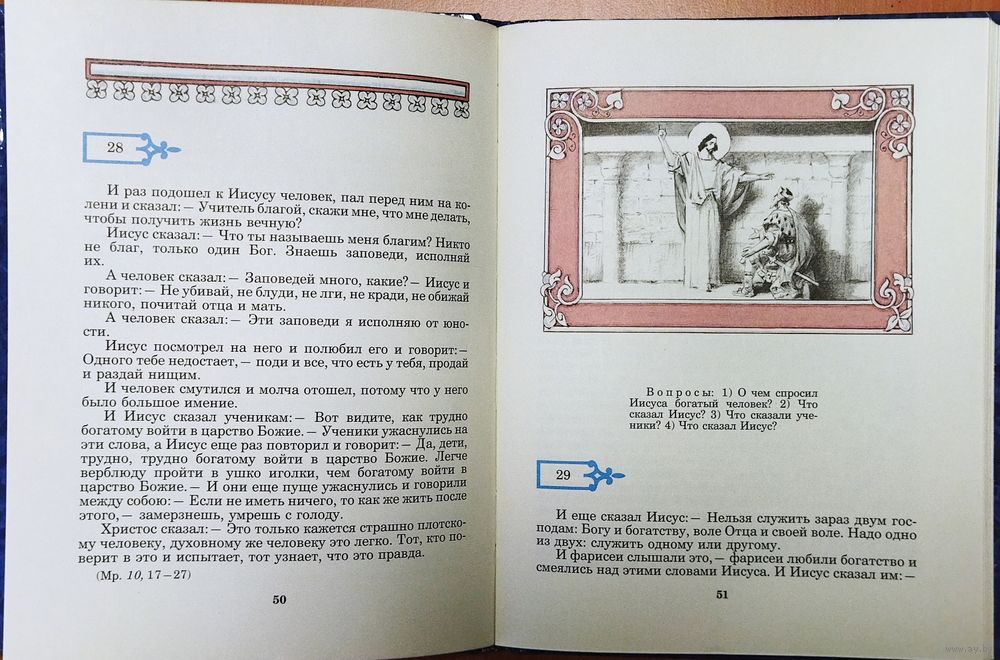 28
И раз подошел к Иисусу человек, пал перед ним на ко-
лени и сказал: — Учитель благой, скажи мне, что мне делать,
чтобы получить жизнь вечную?
Иисус сказал: — Что ты называешь меня благим? Никто
не благ, только один Бог. Знаешь заповеди, исполняй
их.
А человек сказал: — Заповедей много, какие? — Иисус и
говорит: — Не убивай, не блуди, не лги, не кради, не обижай
никого, почитай отца и мать.
А человек сказал: — Эти заповеди я исполняю от юно-
сти.
Иисус посмотрел на него и полюбил его и говорит: —
Одного тебе недостает, — поди и все, что есть у тебя, продай
и раздай нищим.
И человек смутился и молча отошел, потому что у него
было большое имение.
И Иисус сказал ученикам: — Вот видите, как трудно
богатому войти в царство Божие. — Ученики ужаснулись на
эти слова, а Иисус еще раз повторил и говорит: — Да, дети,
трудно, трудно богатому войти в царство Божие. Легче
верблюду пройти в ушко иголки, чем богатому войти в
царство Божие. — И они еще пуще ужаснулись и говорили
между собою: — Если не иметь ничего, то как же жить после
этого, — замерзнешь, умрешь с голоду.
Христос сказал: — Это только кажется страшно плотско-
му человеку, духовному же человеку это легко. Тот, кто по-
верит в это и испытает, тот узнает, что это правда.
(Мр. 10, 17—27)
50
Вопросы: 1) О чем спросил
Иисуса богатый человек? 2) Что
сказал Иисус? 3) Что сказали уче-
ники? 4) Что сказал Иисус?
29
И еще сказал Иисус: — Нельзя служить зараз двум гос-
подам: Богу и богатству, воле Отца и своей воле. Надо одно
из двух: служить одному или другому.
И фарисеи слышали это, — фарисеи любили богатство и
смеялись над этими словами Иисуса. И Иисус сказал им: —
51
www.ay.by